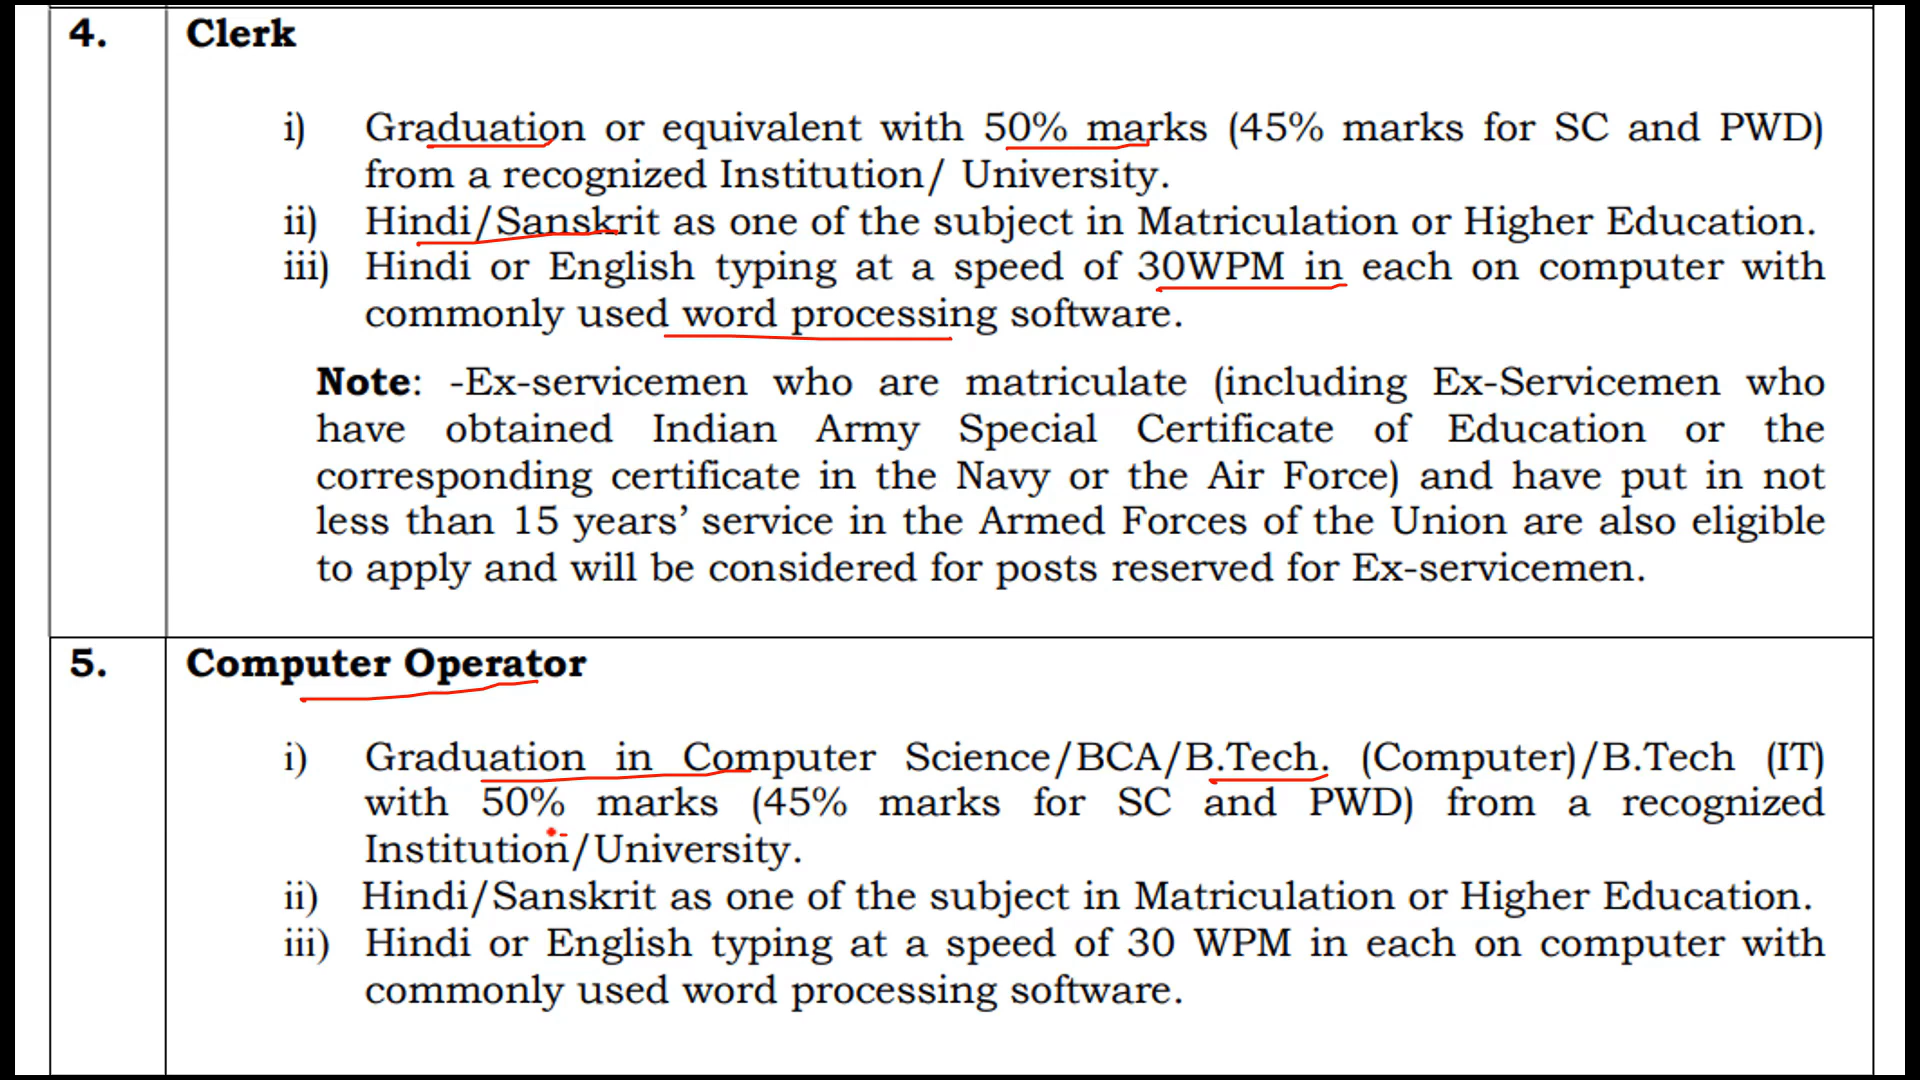 4. Clerk
i) Graduation or equivalent with 50% marks (45% marks for SC and PWD)
from a recognized Institution/ University.
ii) Hindi/Sanskrit as one of the subject in Matriculation or Higher Education.
iii) Hindi or English typing at a speed of 30WPM in each on computer with
commonly used word processing software.
Note: -Ex-servicemen who are matriculate (including Ex-Servicemen who
have obtained Indian Army Special Certificate of Education or the
corresponding certificate in the Navy or the Air Force) and have put in not
less than 15 years’ service in the Armed Forces of the Union are also eligible
to apply and will be considered for posts reserved for Ex-servicemen.
5. Computer Operator
i) Graduation in Computer Science/BCA/B.Tech. (Computer)/B.Tech (IT)
with 50% marks (45% marks for SC and PWD) from a recognized
Institution/University.
ii) Hindi/Sanskrit as one of the subject in Matriculation or Higher Education.
iii) Hindi or English typing at a speed of 30 WPM in each on computer with
commonly used word processing software.